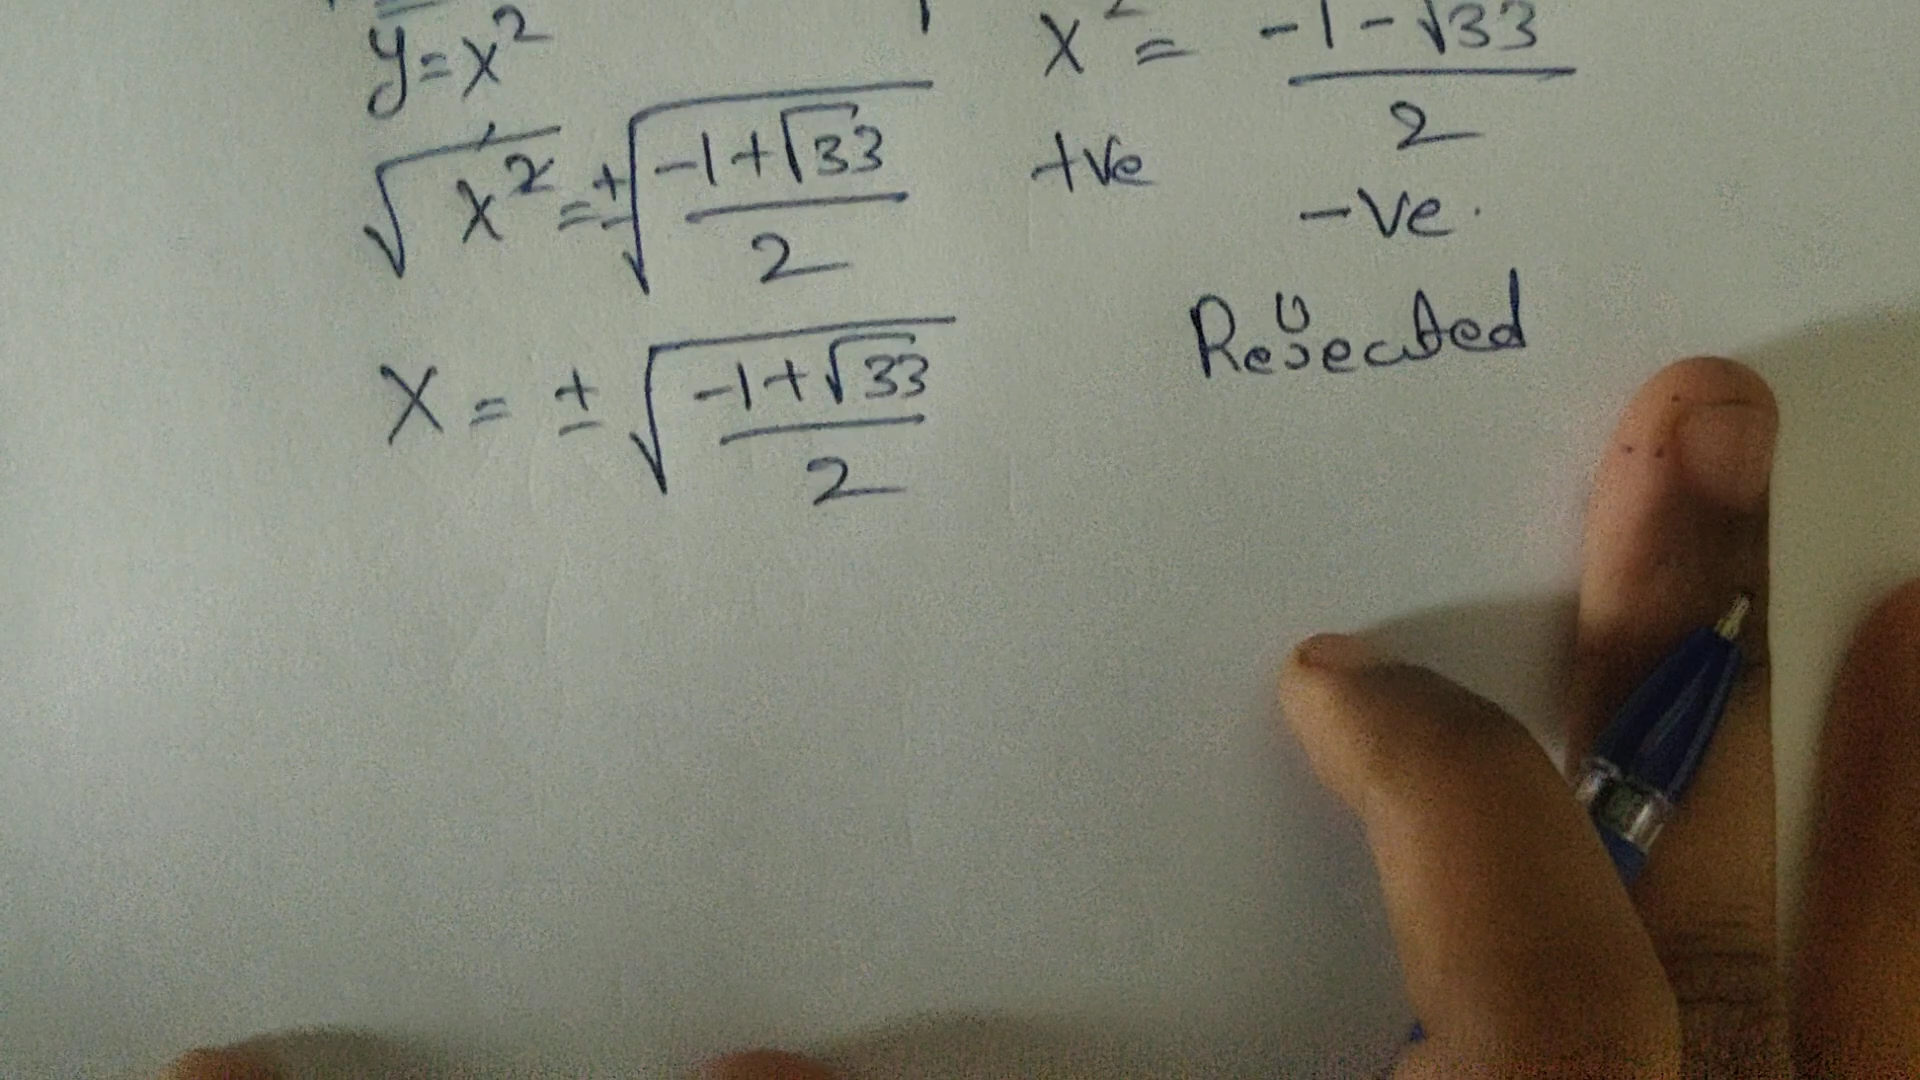 y=x²
√x² = ±√((-1+√33)/2)
x = ±√((-1+√33)/2)
x² = (-1-√33)/2
+ve
-ve.
Rejected